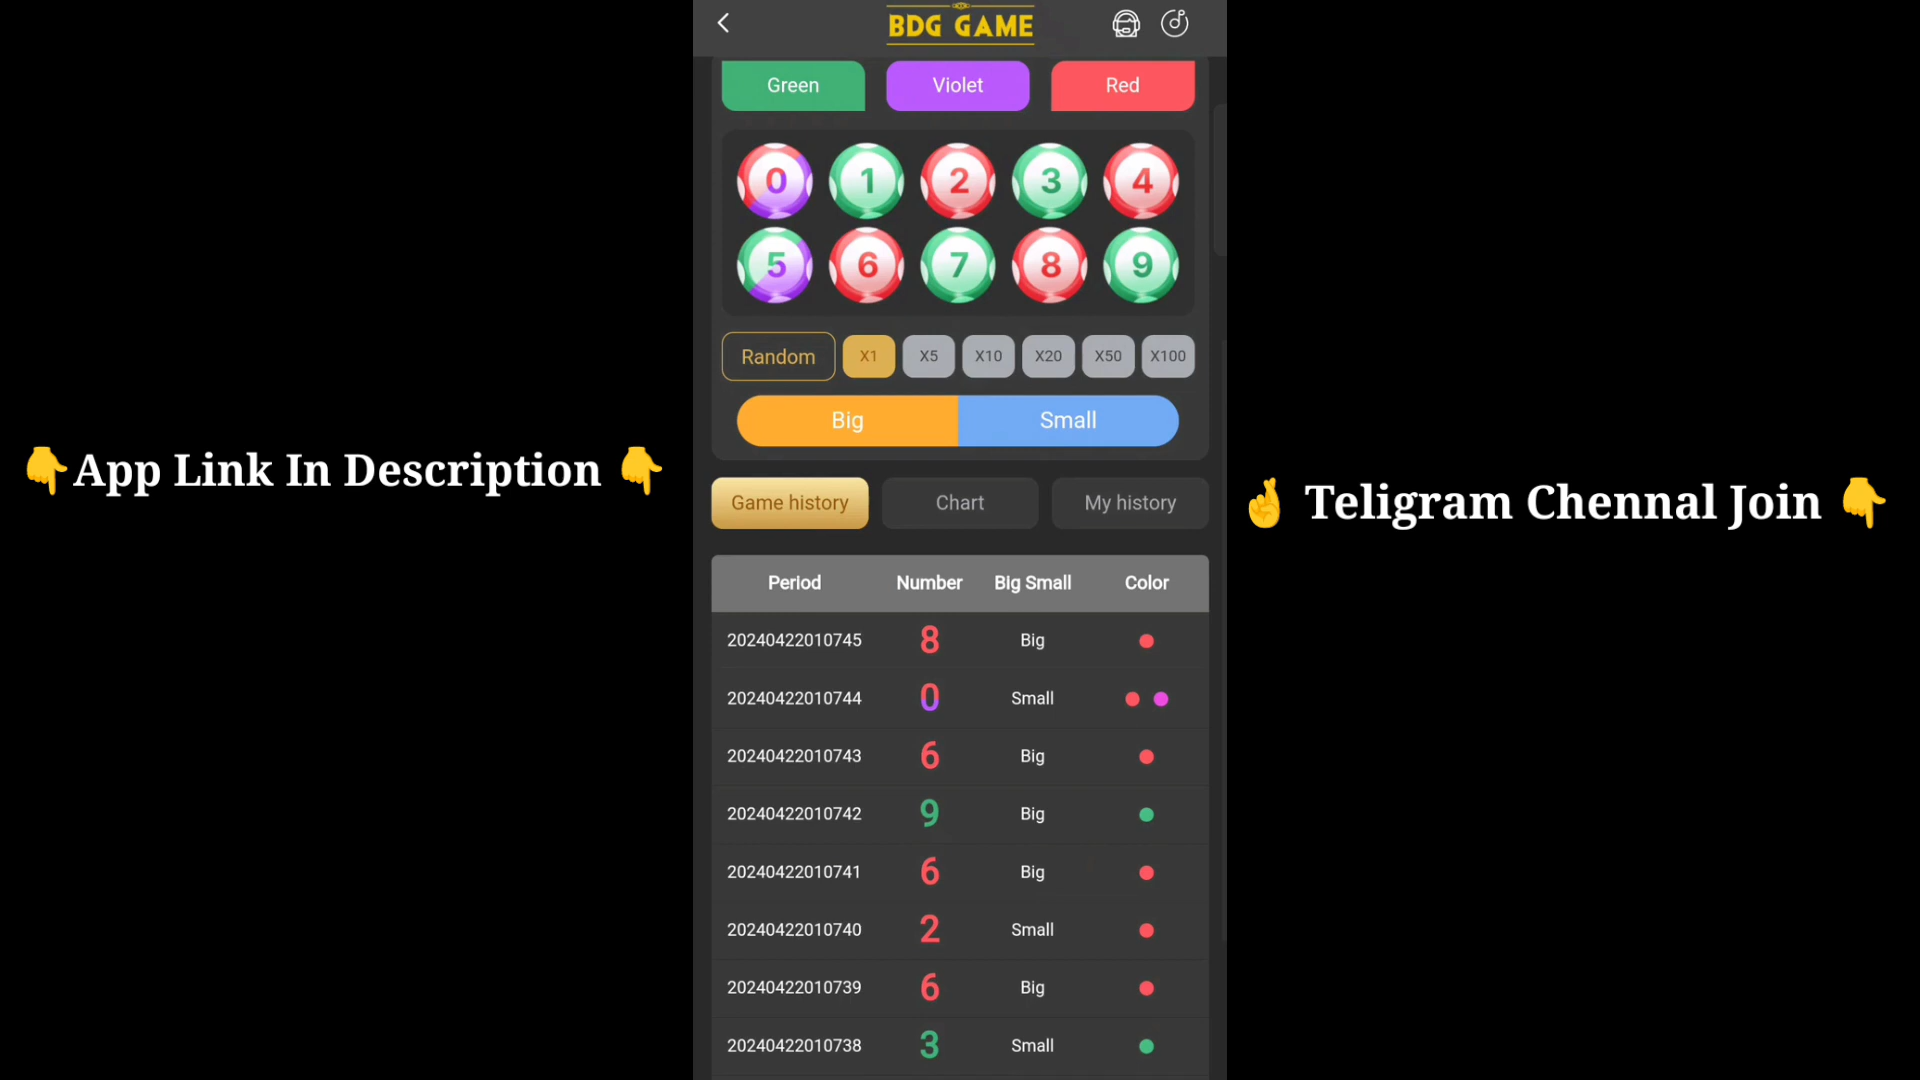 BDG GAME
Green Violet Red
0 1 2 3 4
5 6 7 8 9
Random X1 X5 X10 X20 X50 X100
Big Small
👇App Link In Description 👇
🤞 Teligram Chennal Join 👇
Game history Chart My history
Period Number Big Small Color
20240422010745 8 Big
20240422010744 0 Small
20240422010743 6 Big
20240422010742 9 Big
20240422010741 6 Big
20240422010740 2 Small
20240422010739 6 Big
20240422010738 3 Small